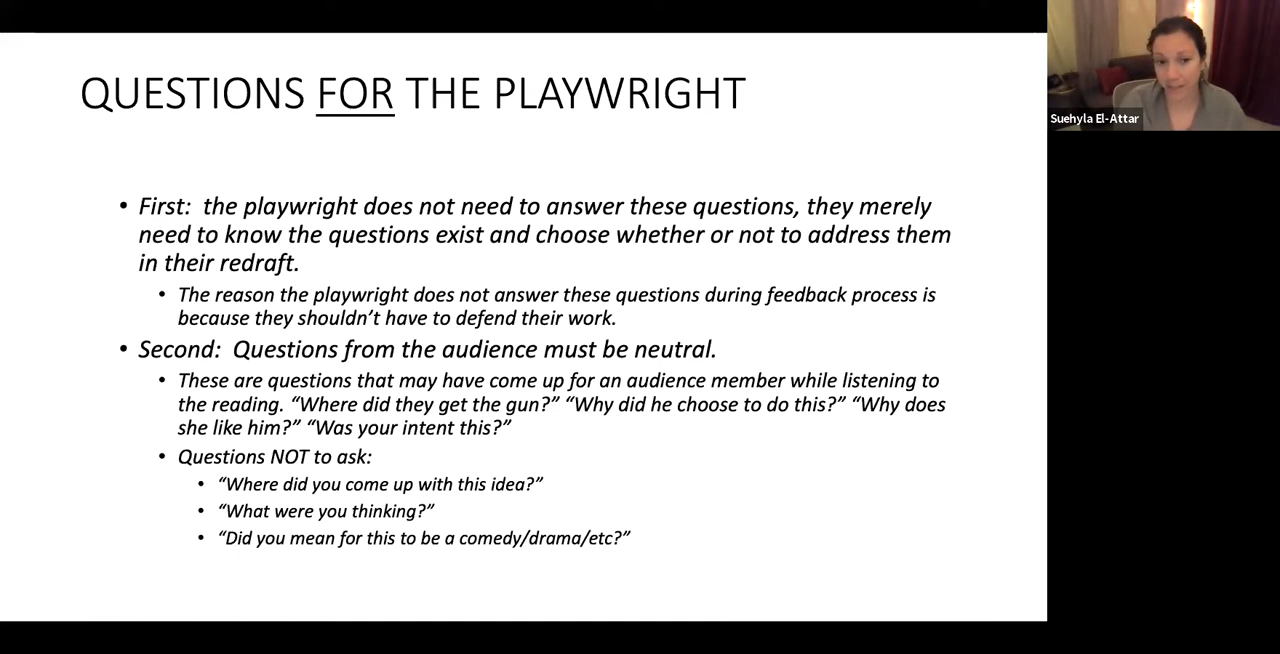 QUESTIONS FOR THE PLAYWRIGHT
Suehyla El-Attar
• First:  the playwright does not need to answer these questions, they merely
need to know the questions exist and choose whether or not to address them
in their redraft.
• The reason the playwright does not answer these questions during feedback process is
because they shouldn’t have to defend their work.
• Second:  Questions from the audience must be neutral.
• These are questions that may have come up for an audience member while listening to
the reading. “Where did they get the gun?” “Why did he choose to do this?” “Why does
she like him?” “Was your intent this?”
• Questions NOT to ask:
• “Where did you come up with this idea?”
• “What were you thinking?”
• “Did you mean for this to be a comedy/drama/etc?”